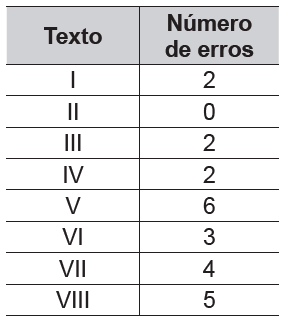 Texto Número de erros
I 2
II 0
III 2
IV 2
V 6
VI 3
VII 4
VIII 5